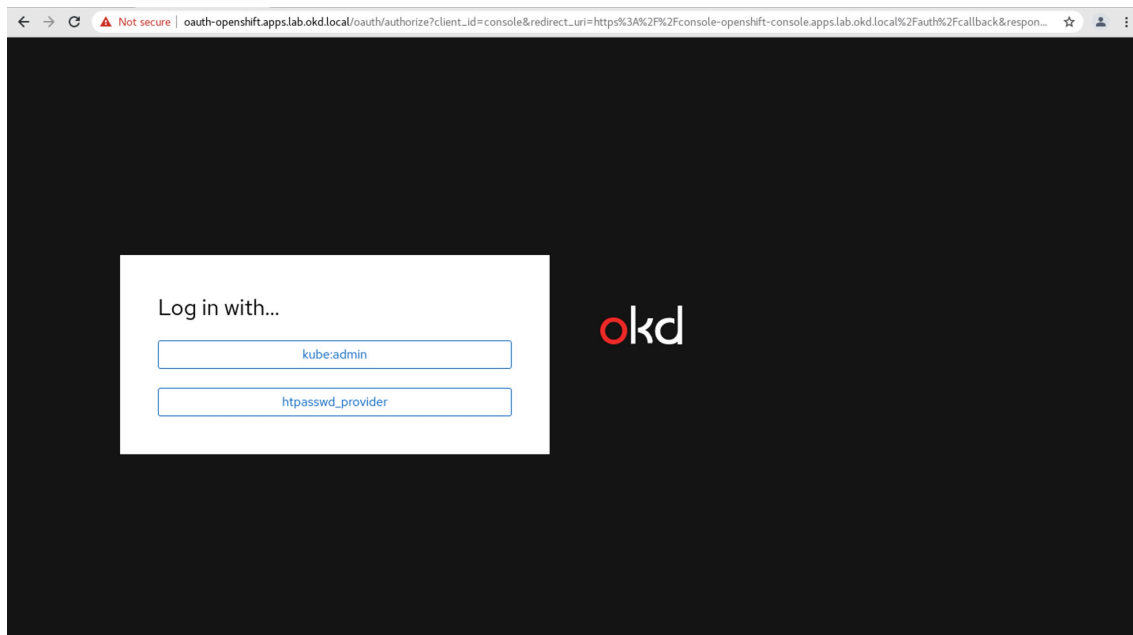 Not secure | oauth-openshift.apps.lab.okd.local/oauth/authorize?client_id=console&redirect_uri=https%3A%2F%2Fconsole-openshift-console.apps.lab.okd.local%2Fauth%2Fcallback&respon...
Log in with...
okd
kube:admin
htpasswd_provider